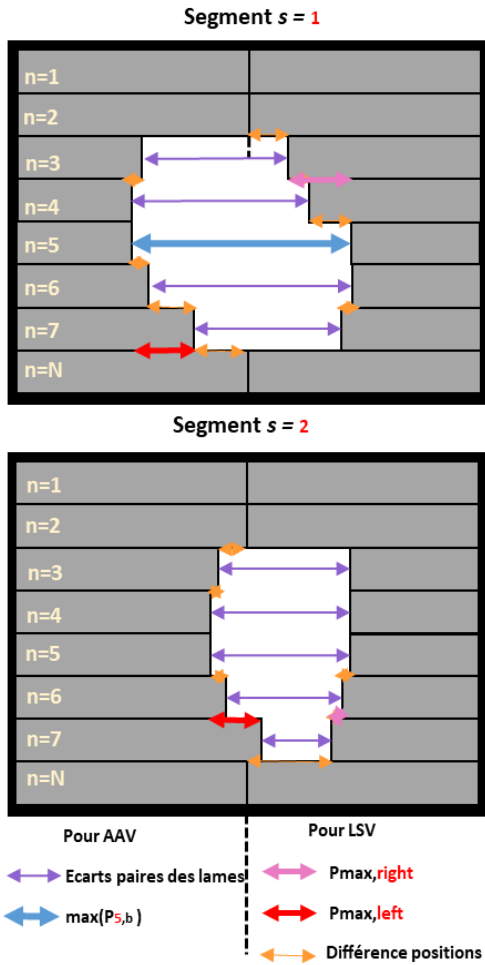 Segment s = 1
n=1
n=2
n=3
n=4
n=5
n=6
n=7
n=N
Segment s = 2
n=1
n=2
n=3
n=4
n=5
n=6
n=7
n=N
Pour AAV
Ecarts paires des lames
max(P5,b )
Pour LSV
Pmax,right
Pmax,left
Différence positions